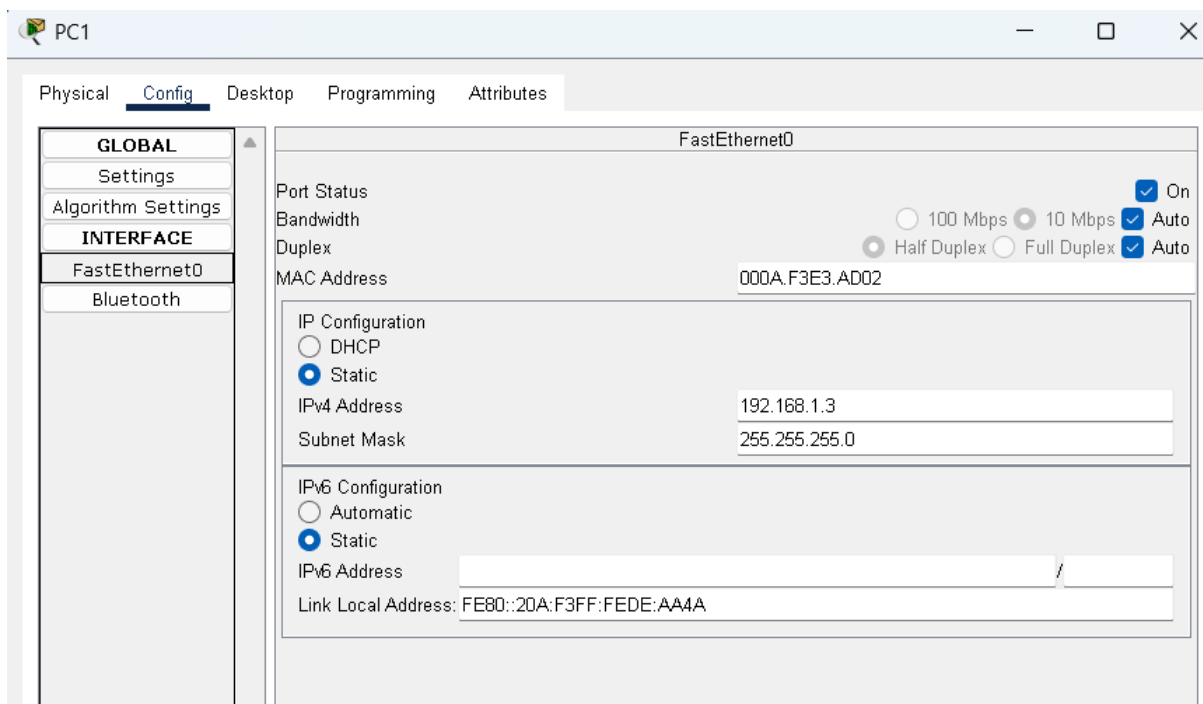 PC1
Physical Config Desktop Programming Attributes
GLOBAL
Settings
Algorithm Settings
INTERFACE
FastEthernet0
Bluetooth
FastEthernet0
Port Status On
Bandwidth 100 Mbps 10 Mbps Auto
Duplex Half Duplex Full Duplex Auto
MAC Address 000A.F3E3.AD02
IP Configuration
DHCP
Static
IPv4 Address 192.168.1.3
Subnet Mask 255.255.255.0
IPv6 Configuration
Automatic
Static
IPv6 Address /
Link Local Address: FE80::20A:F3FF:FEDE:AA4A